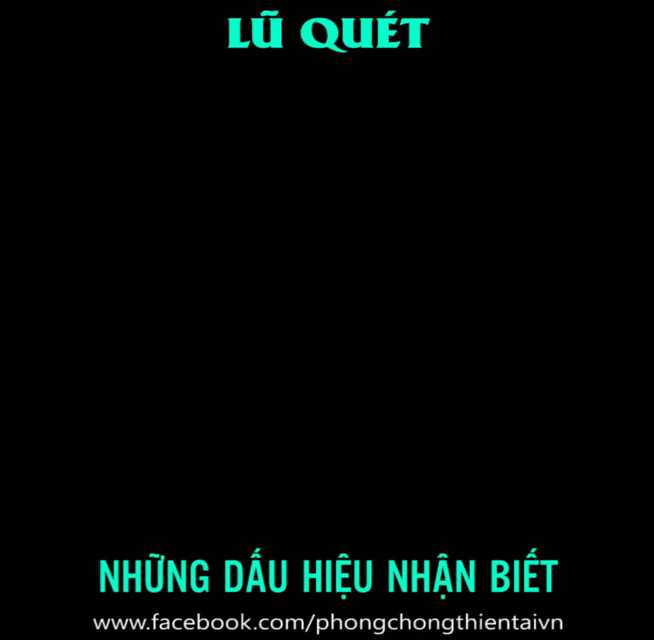 LŨ QUÉT
NHỮNG DẤU HIỆU NHẬN BIẾT
www.facebook.com/phongchongthientaivn